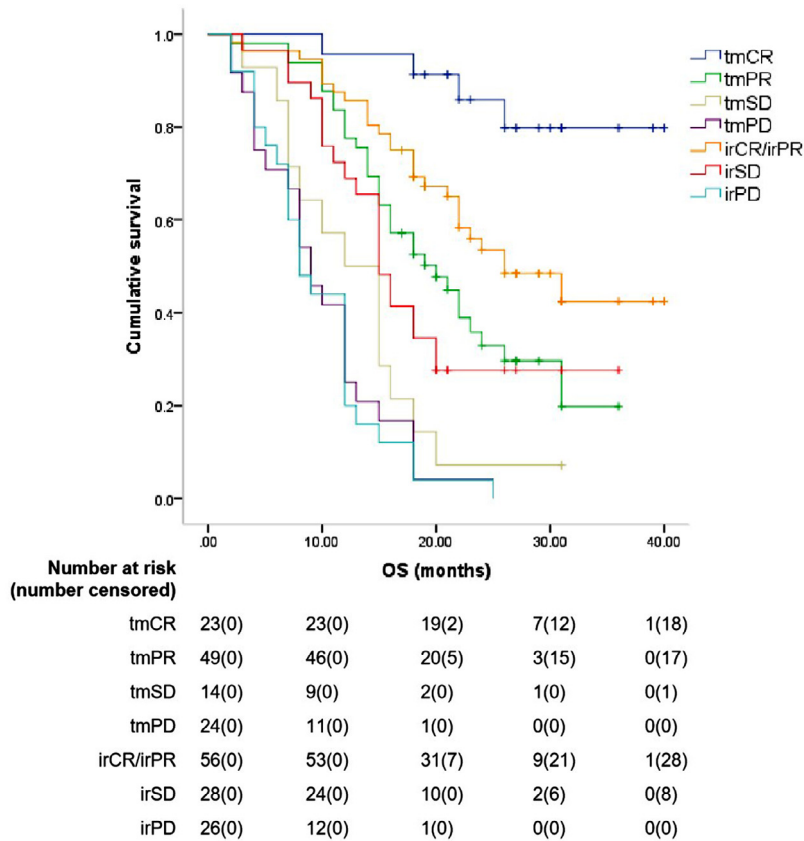 1.0
0.8
0.6
0.4
0.2
0.0
Cumulative survival
tmCR
tmPR
tmSD
tmPD
irCR/irPR
irSD
irPD
.00 10.00 20.00 30.00 40.00
OS (months)
Number at risk
(number censored)
tmCR 23(0) 23(0) 19(2) 7(12) 1(18)
tmPR 49(0) 46(0) 20(5) 3(15) 0(17)
tmSD 14(0) 9(0) 2(0) 1(0) 0(1)
tmPD 24(0) 11(0) 1(0) 0(0) 0(0)
irCR/irPR 56(0) 53(0) 31(7) 9(21) 1(28)
irSD 28(0) 24(0) 10(0) 2(6) 0(8)
irPD 26(0) 12(0) 1(0) 0(0) 0(0)